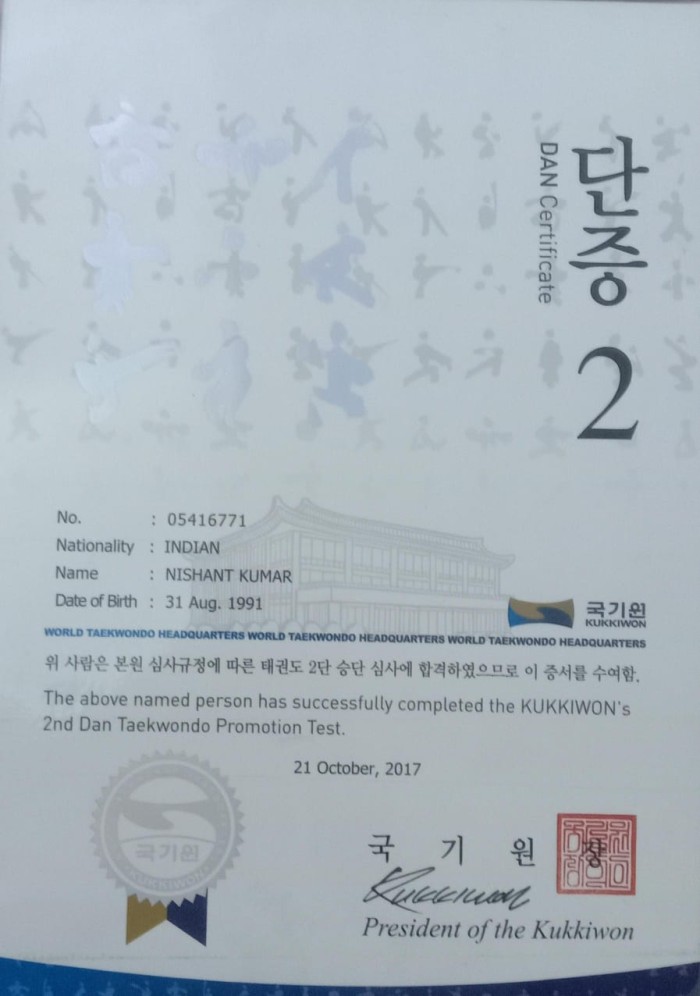 단증
DAN Certificate
2
No. : 05416771
Nationality : INDIAN
Name : NISHANT KUMAR
Date of Birth : 31 Aug. 1991
국기원
KUKKIWON
WORLD TAEKWONDO HEADQUARTERS WORLD TAEKWONDO HEADQUARTERS WORLD TAEKWONDO HEADQUARTERS
위 사람은 본원 심사규정에 따른 태권도 2단 승단 심사에 합격하였으므로 이 증서를 수여함.
The above named person has successfully completed the KUKKIWON's
2nd Dan Taekwondo Promotion Test.
21 October, 2017
국기원
KUKKIWON
국 기 원 장
Kukkiwon
President of the Kukkiwon